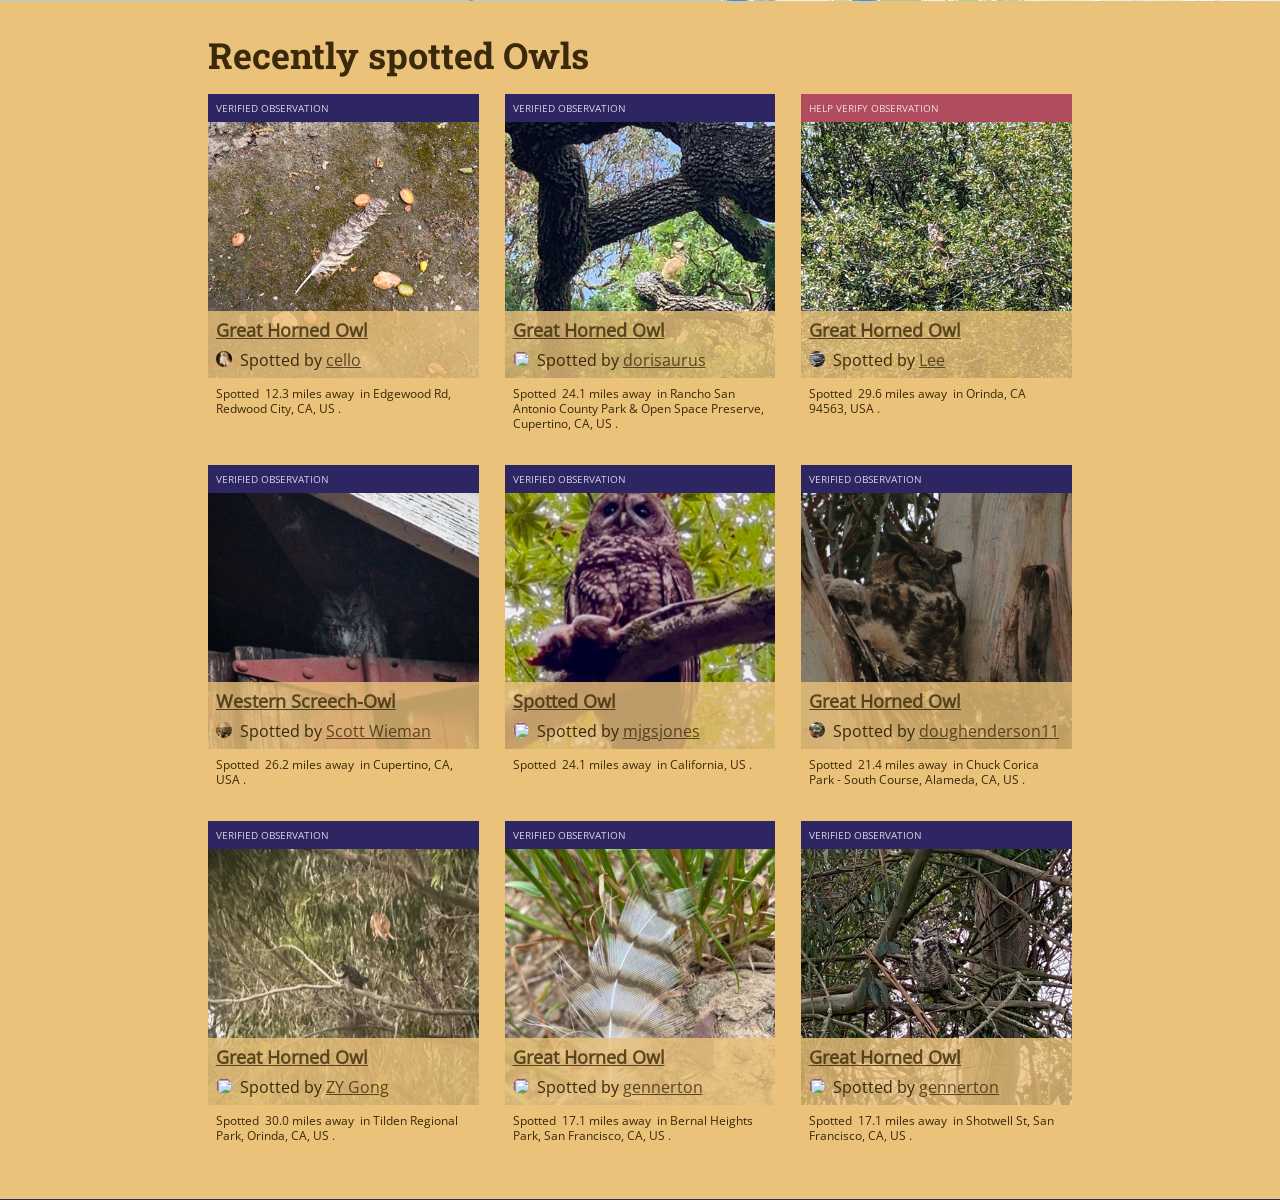 Recently spotted Owls
VERIFIED OBSERVATION
Great Horned Owl
Spotted by cello
Spotted 12.3 miles away in Edgewood Rd,
Redwood City, CA, US .
VERIFIED OBSERVATION
Great Horned Owl
Spotted by dorisaurus
Spotted 24.1 miles away in Rancho San
Antonio County Park & Open Space Preserve,
Cupertino, CA, US .
HELP VERIFY OBSERVATION
Great Horned Owl
Spotted by Lee
Spotted 29.6 miles away in Orinda, CA
94563, USA .
VERIFIED OBSERVATION
Western Screech-Owl
Spotted by Scott Wieman
Spotted 26.2 miles away in Cupertino, CA,
USA .
VERIFIED OBSERVATION
Spotted Owl
Spotted by mjgsjones
Spotted 24.1 miles away in California, US .
VERIFIED OBSERVATION
Great Horned Owl
Spotted by doughenderson11
Spotted 21.4 miles away in Chuck Corica
Park - South Course, Alameda, CA, US .
VERIFIED OBSERVATION
Great Horned Owl
Spotted by ZY Gong
Spotted 30.0 miles away in Tilden Regional
Park, Orinda, CA, US .
VERIFIED OBSERVATION
Great Horned Owl
Spotted by gennerton
Spotted 17.1 miles away in Bernal Heights
Park, San Francisco, CA, US .
VERIFIED OBSERVATION
Great Horned Owl
Spotted by gennerton
Spotted 17.1 miles away in Shotwell St, San
Francisco, CA, US .